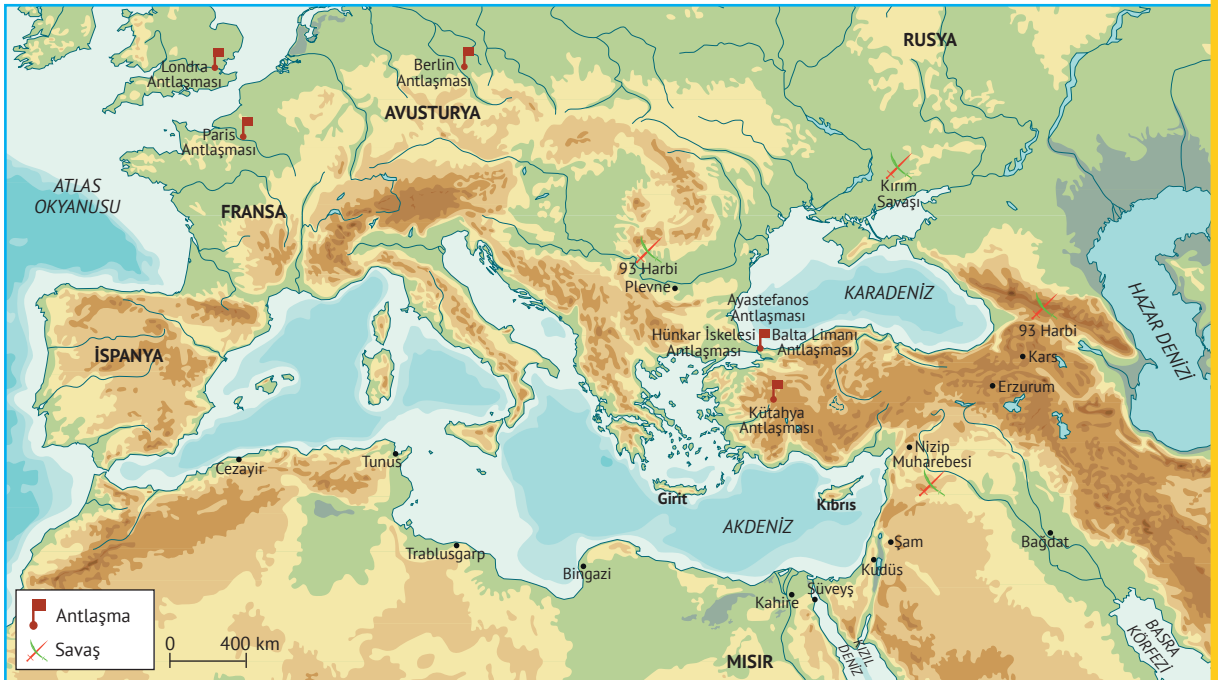 RUSYA
Londra
Antlaşması
Berlin
Antlaşması
AVUSTURYA
Paris
Antlaşması
ATLAS
OKYANUSU
FRANSA
Kırım
Savaşı
93 Harbi
Plevne
Ayastefanos
Antlaşması
KARADENİZ
HAZAR DENİZİ
Hünkar İskelesi
Antlaşması
Balta Limanı
Antlaşması
93 Harbi
Kars
Erzurum
İSPANYA
Kütahya
Antlaşması
Nizip
Muharebesi
Cezayir
Tunus
Girit
Kıbrıs
AKDENİZ
Trablusgarp
Bingazi
Şam
Kudüs
Bağdat
Kahire
Süveyş
MISIR
KIZIL
DENİZ
BASRA
KÖRFEZİ
Antlaşma
Savaş
0 400 km